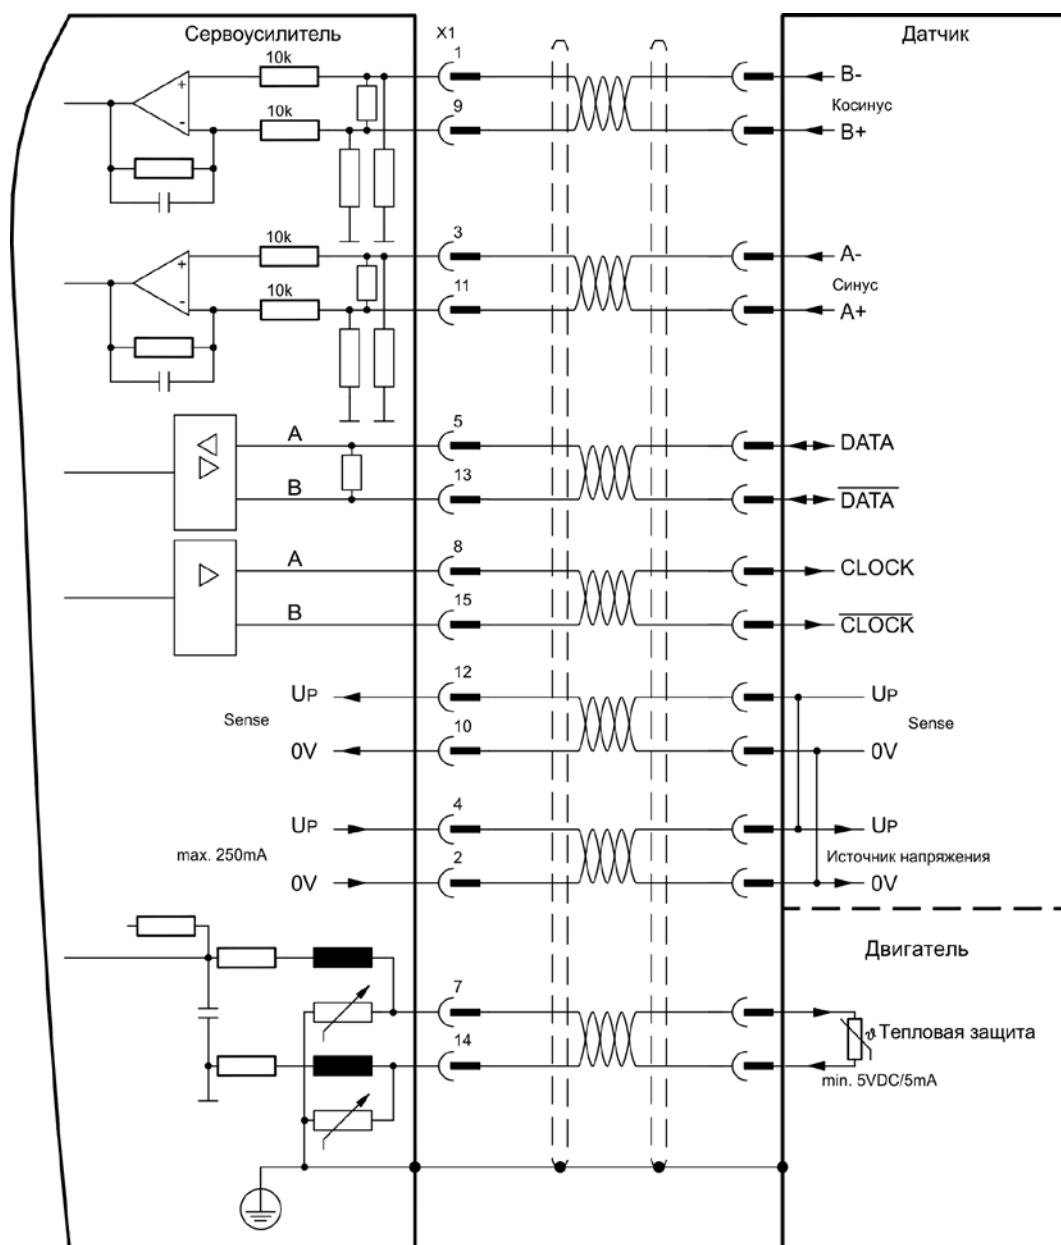 Сервоусилитель
X1
Датчик
10k
1
B-
10k
9
Косинус
B+
10k
3
A-
10k
11
Синус
A+
A
5
DATA
B
13
DATA
A
8
CLOCK
B
15
CLOCK
UP
12
UP
Sense
10
Sense
0V
0V
UP
4
UP
max. 250mA
2
Источник напряжения
0V
0V
Двигатель
7
ϑ Тепловая защита
14
min. 5VDC/5mA